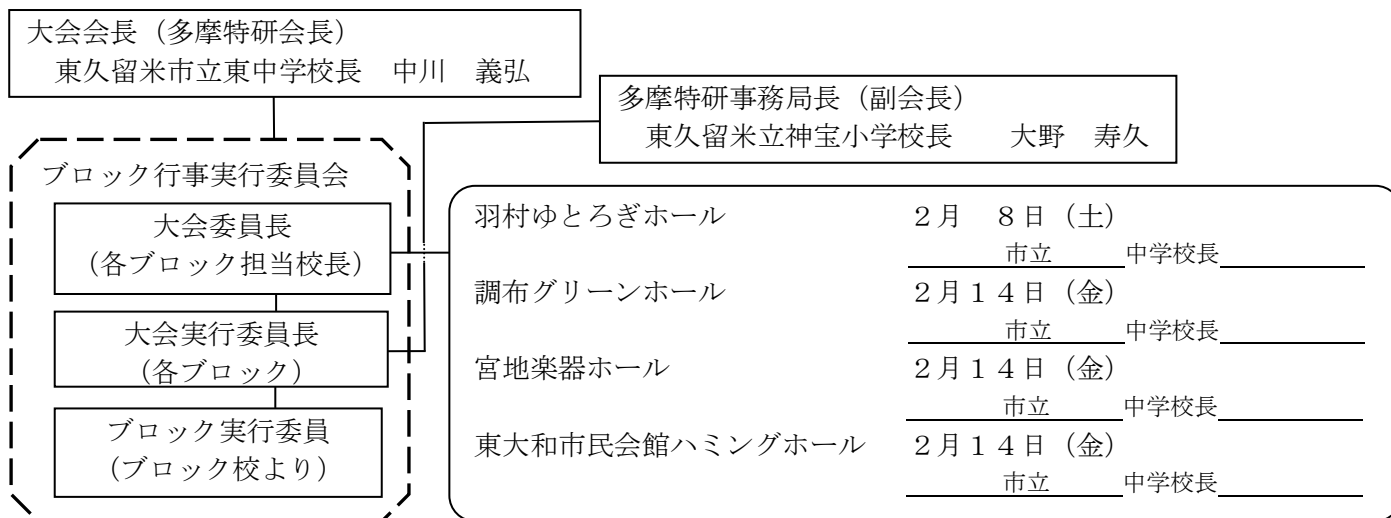 大会会長（多摩特研会長）
東久留米市立東中学校長　中川　義弘
多摩特研事務局長（副会長）
東久留米立神宝小学校長　　大野　寿久
ブロック行事実行委員会
大会委員長
（各ブロック担当校長）
大会実行委員長
（各ブロック）
ブロック実行委員
（ブロック校より）
羽村ゆとろぎホール　２月　８日（土）
市立　中学校長
調布グリーンホール　２月１４日（金）
市立　中学校長
宮地楽器ホール　２月１４日（金）
市立　中学校長
東大和市民会館ハミングホール　２月１４日（金）
市立　中学校長